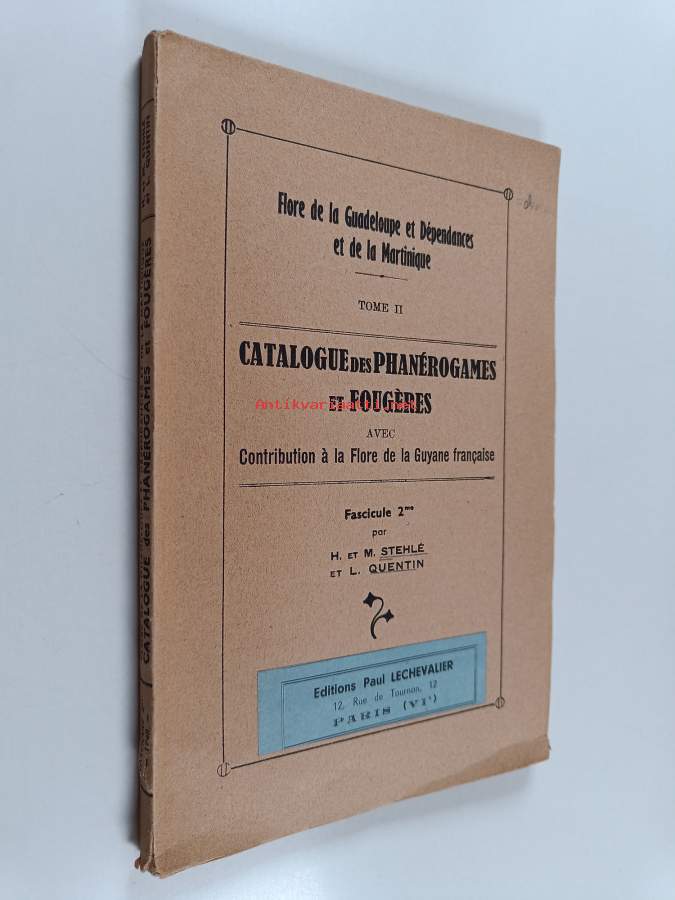 Flore de la Guadeloupe et Dépendances
et de la Martinique
TOME II
CATALOGUE DES PHANÉROGAMES
ET FOUGÈRES
Antikvariaatti.net
AVEC
Contribution à la Flore de la Guyane française
Fascicule 2me
par
H. ET M. STEHLÉ
ET L. QUENTIN
Editions Paul LECHEVALIER
12, Rue de Tournon, 12
PARIS (VIe)
CATALOGUE des PHANÉROGAMES et FOUGÈRES
et L. QUENTIN